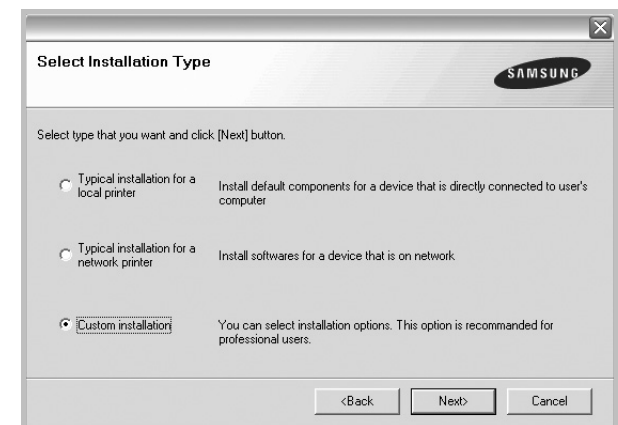 Select Installation Type
SAMSUNG
Select type that you want and click [Next] button.
Typical installation for a
local printer
Install default components for a device that is directly connected to user's
computer
Typical installation for a
network printer
Install softwares for a device that is on network
Custom installation
You can select installation options. This option is recommanded for
professional users.
<Back
Next>
Cancel